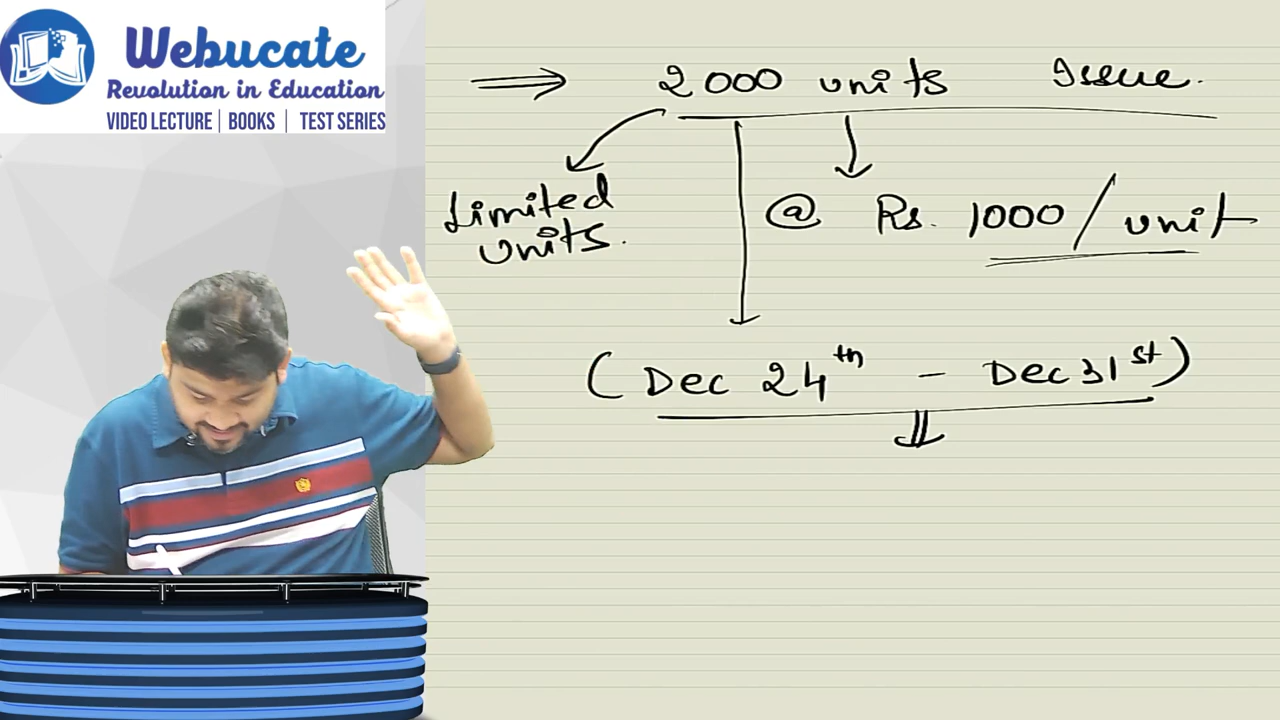 Webucate
Revolution in Education
VIDEO LECTURE | BOOKS | TEST SERIES
⟹ 2000 units Issue.
Limited units.
@ Rs. 1000/unit
(Dec 24th - Dec 31st)